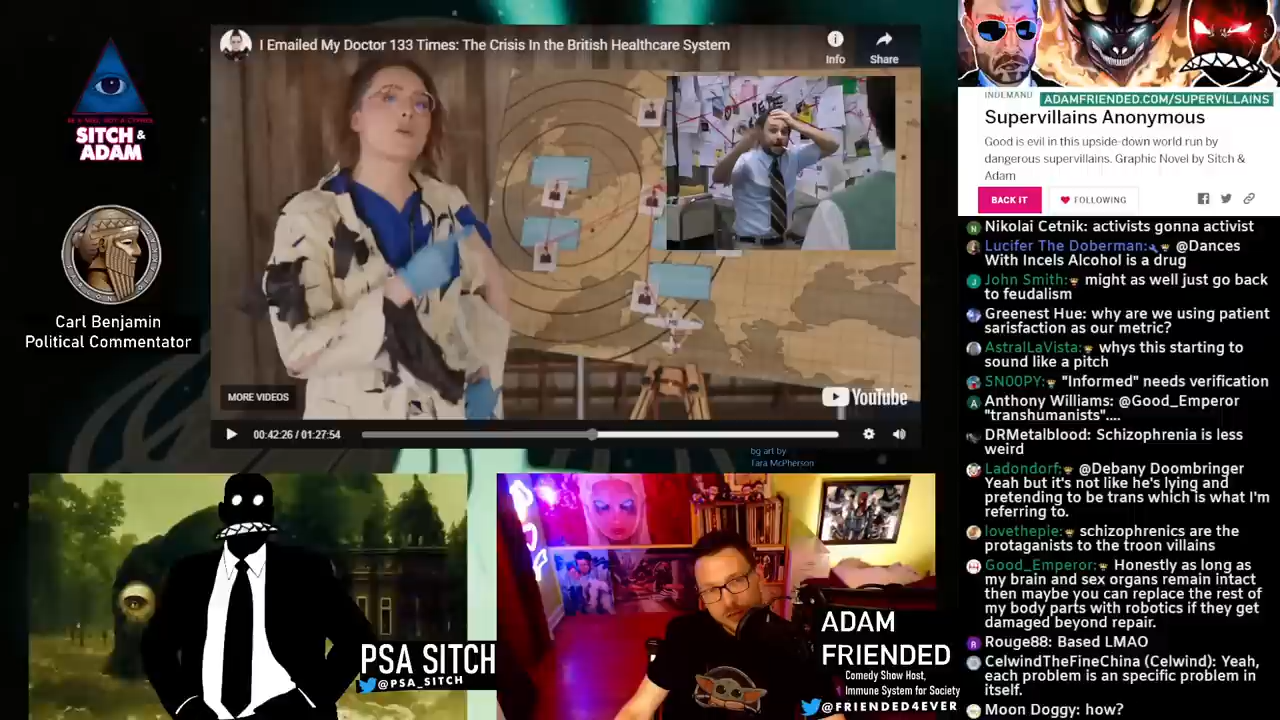 I Emailed My Doctor 133 Times: The Crisis In the British Healthcare System
Info
Share
MORE VIDEOS
YouTube
00:42:26 / 01:27:54
SITCH &
ADAM
Carl Benjamin
Political Commentator
bg art by
Tara McPherson
PSA SITCH
@PSA_SITCH
ADAM
FRIENDED
Comedy Show Host,
Immune System for Society
@FRIENDED4EVER
INDEMAND
ADAMFRIENDED.COM/SUPERVILLAINS
Supervillains Anonymous
Good is evil in this upside-down world run by
dangerous supervillains. Graphic Novel by Sitch &
Adam
BACK IT
FOLLOWING
Nikolai Cetnik: activists gonna activist
Lucifer The Doberman: @Dances
With Incels Alcohol is a drug
John Smith: might as well just go back
to feudalism
Greenest Hue: why are we using patient
sarisfaction as our metric?
AstralLaVista: whys this starting to
sound like a pitch
SN00PY: "Informed" needs verification
Anthony Williams: @Good_Emperor
"transhumanists"....
DRMetalblood: Schizophrenia is less
weird
Ladondorf: @Debany Doombringer
Yeah but it's not like he's lying and
pretending to be trans which is what I'm
referring to.
lovethepie: schizophrenics are the
protaganists to the troon villains
Good_Emperor: Honestly as long as
my brain and sex organs remain intact
then maybe you can replace the rest of
my body parts with robotics if they get
damaged beyond repair.
Rouge88: Based LMAO
CelwindTheFineChina (Celwind): Yeah,
each problem is an specific problem in
itself.
Moon Doggy: how?